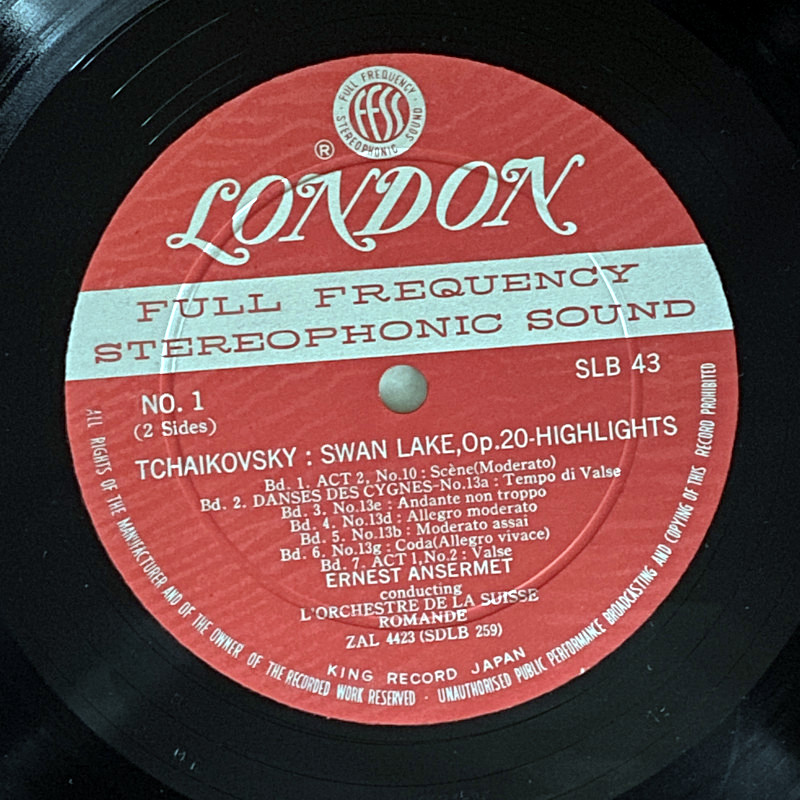 FULL FREQUENCY
FFSS
STEREOPHONIC SOUND
®
LONDON
FULL FREQUENCY
STEREOPHONIC SOUND
SLB 43
NO. 1
(2 Sides)
TCHAIKOVSKY : SWAN LAKE,Op.20-HIGHLIGHTS
Bd. 1. ACT 2, No.10 : Scène(Moderato)
Bd. 2. DANSES DES CYGNES-No.13a : Tempo di Valse
Bd. 3. No.13e : Andante non troppo
Bd. 4. No.13d : Allegro moderato
Bd. 5. No.13b : Moderato assai
Bd. 6. No.13g : Coda(Allegro vivace)
Bd. 7. ACT 1,No.2 : Valse
ERNEST ANSERMET
conducting
L'ORCHESTRE DE LA SUISSE
ROMANDE
ZAL 4423 (SDLB 259)
KING RECORD JAPAN
ALL RIGHTS OF THE MANUFACTURER AND OF THE OWNER OF THE RECORDED WORK RESERVED · UNAUTHORISED PUBLIC PERFORMANCE BROADCASTING AND COPYING OF THIS RECORD PROHIBITED